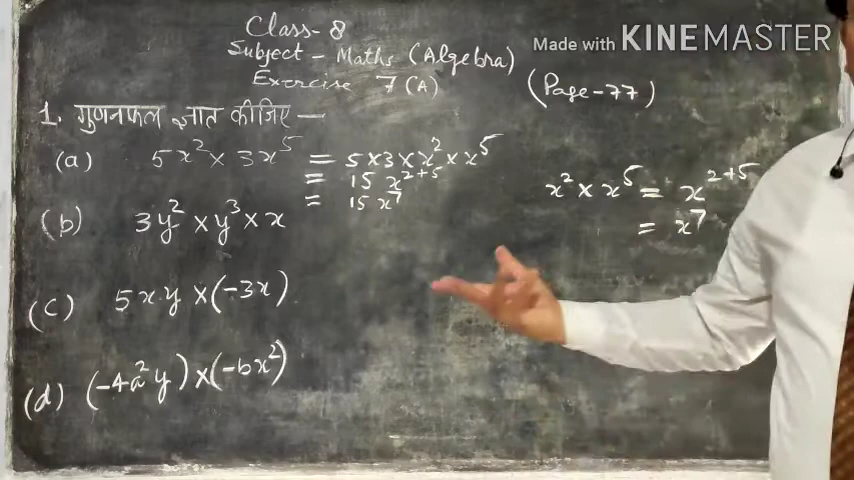 Class-8
Made with KINEMASTER
Subject - Maths (Algebra)
Exercise 7(A)
(Page-77)
1. गुणनफल ज्ञात कीजिए —
(a) 5x² × 3x⁵ = 5×3×x²×x⁵
= 15 x²⁺⁵
= 15 x⁷
x² × x⁵ = x²⁺⁵
= x⁷
(b) 3y² × y³ × x
(c) 5xy × (-3x)
(d) (-4a²y) × (-bx²)